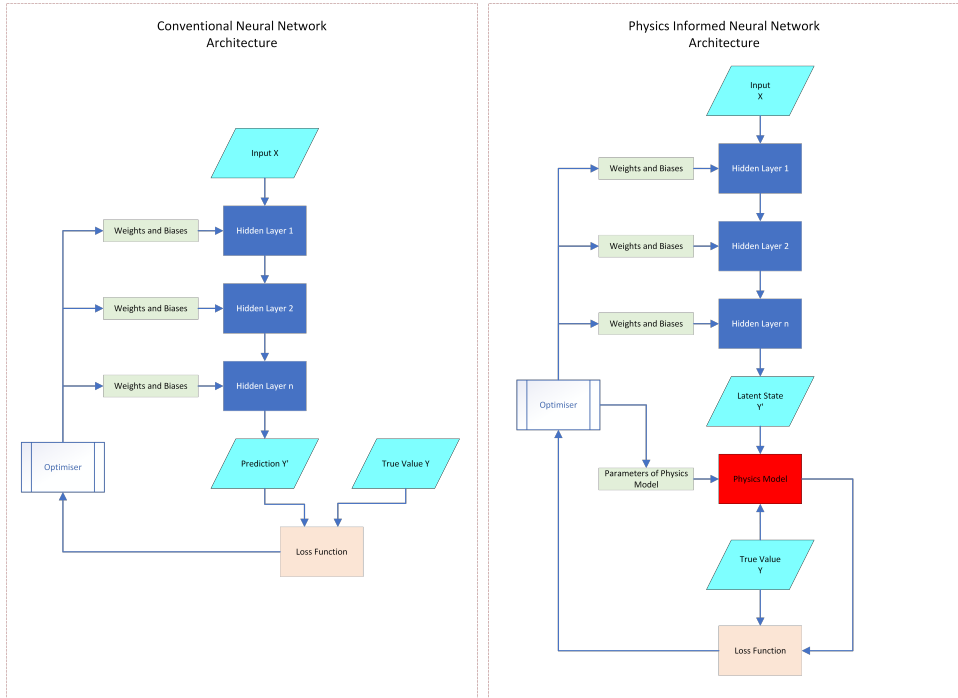 Conventional Neural Network
Architecture
Input X
Weights and Biases
Hidden Layer 1
Weights and Biases
Hidden Layer 2
Weights and Biases
Hidden Layer n
Optimiser
Prediction Y'
True Value Y
Loss Function
Physics Informed Neural Network
Architecture
Input
X
Weights and Biases
Hidden Layer 1
Weights and Biases
Hidden Layer 2
Weights and Biases
Hidden Layer n
Optimiser
Latent State
Y'
Parameters of Physics
Model
Physics Model
True Value
Y
Loss Function